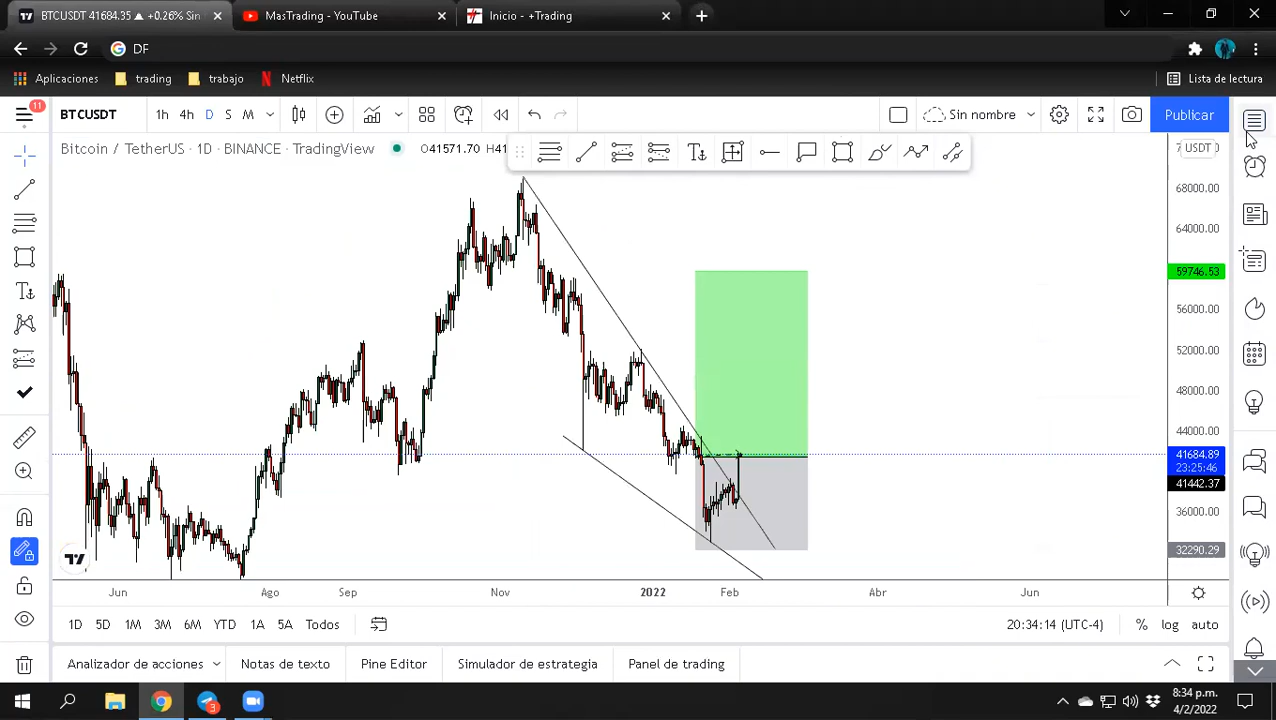 BTCUSDT 41684.35 ▲ +0.26% Sin
MasTrading - YouTube
Inicio - +Trading
DF
Aplicaciones
trading
trabajo
Netflix
Lista de lectura
11
BTCUSDT
1h 4h D S M
Sin nombre
Publicar
Bitcoin / TetherUS · 1D · BINANCE · TradingView
O41571.70 H41
USDT
68000.00
64000.00
59746.53
56000.00
52000.00
48000.00
44000.00
41684.89
23:25:46
41442.37
36000.00
32290.29
Jun Ago Sep Nov 2022 Feb Abr Jun
1D 5D 1M 3M 6M YTD 1A 5A Todos
20:34:14 (UTC-4)
% log auto
Analizador de acciones
Notas de texto
Pine Editor
Simulador de estrategia
Panel de trading
3
8:34 p.m.
4/2/2022